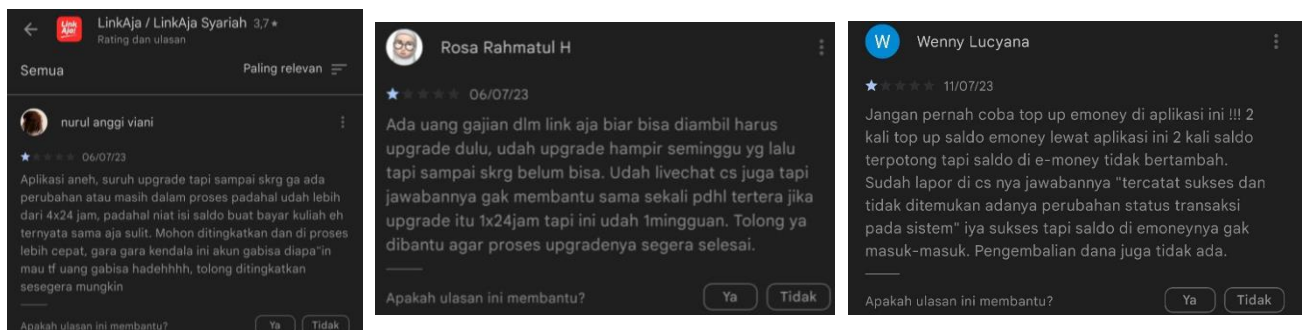 LinkAja / LinkAja Syariah 3,7 ★
Link Aja!
Rating dan ulasan
Semua
Paling relevan
nurul anggi viani
06/07/23
Aplikasi aneh, suruh upgrade tapi sampai skrg ga ada
perubahan atau masih dalam proses padahal udah lebih
dari 4x24 jam, padahal niat isi saldo buat bayar kuliah eh
ternyata sama aja sulit. Mohon ditingkatkan dan di proses
lebih cepat, gara gara kendala ini akun gabisa diapa"in
mau tf uang gabisa hadehhhh, tolong ditingkatkan
sesegera mungkin
Apakah ulasan ini membantu?
Ya
Tidak
Rosa Rahmatul H
06/07/23
Ada uang gajian dlm link aja biar bisa diambil harus
upgrade dulu, udah upgrade hampir seminggu yg lalu
tapi sampai skrg belum bisa. Udah livechat cs juga tapi
jawabannya gak membantu sama sekali pdhl tertera jika
upgrade itu 1x24jam tapi ini udah 1mingguan. Tolong ya
dibantu agar proses upgradenya segera selesai.
Apakah ulasan ini membantu?
Ya
Tidak
W
Wenny Lucyana
11/07/23
Jangan pernah coba top up emoney di aplikasi ini !!! 2
kali top up saldo emoney lewat aplikasi ini 2 kali saldo
terpotong tapi saldo di e-money tidak bertambah.
Sudah lapor di cs nya jawabannya "tercatat sukses dan
tidak ditemukan adanya perubahan status transaksi
pada sistem" iya sukses tapi saldo di emoneynya gak
masuk-masuk. Pengembalian dana juga tidak ada.
Apakah ulasan ini membantu?
Ya
Tidak